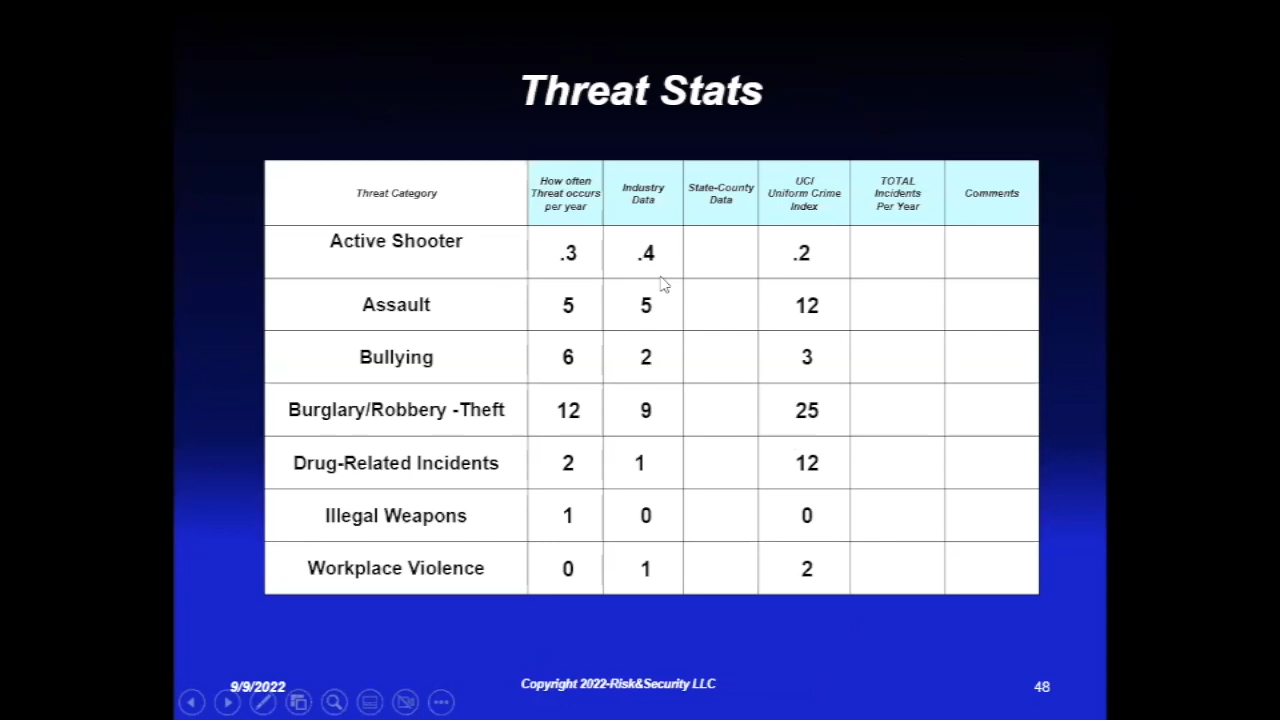 Threat Stats
Threat Category
How often
Threat occurs
per year
Industry
Data
State-County
Data
UCI
Uniform Crime
Index
TOTAL
Incidents
Per Year
Comments
Active Shooter .3 .4 .2
Assault 5 5 12
Bullying 6 2 3
Burglary/Robbery -Theft 12 9 25
Drug-Related Incidents 2 1 12
Illegal Weapons 1 0 0
Workplace Violence 0 1 2
9/9/2022 Copyright 2022-Risk&Security LLC 48